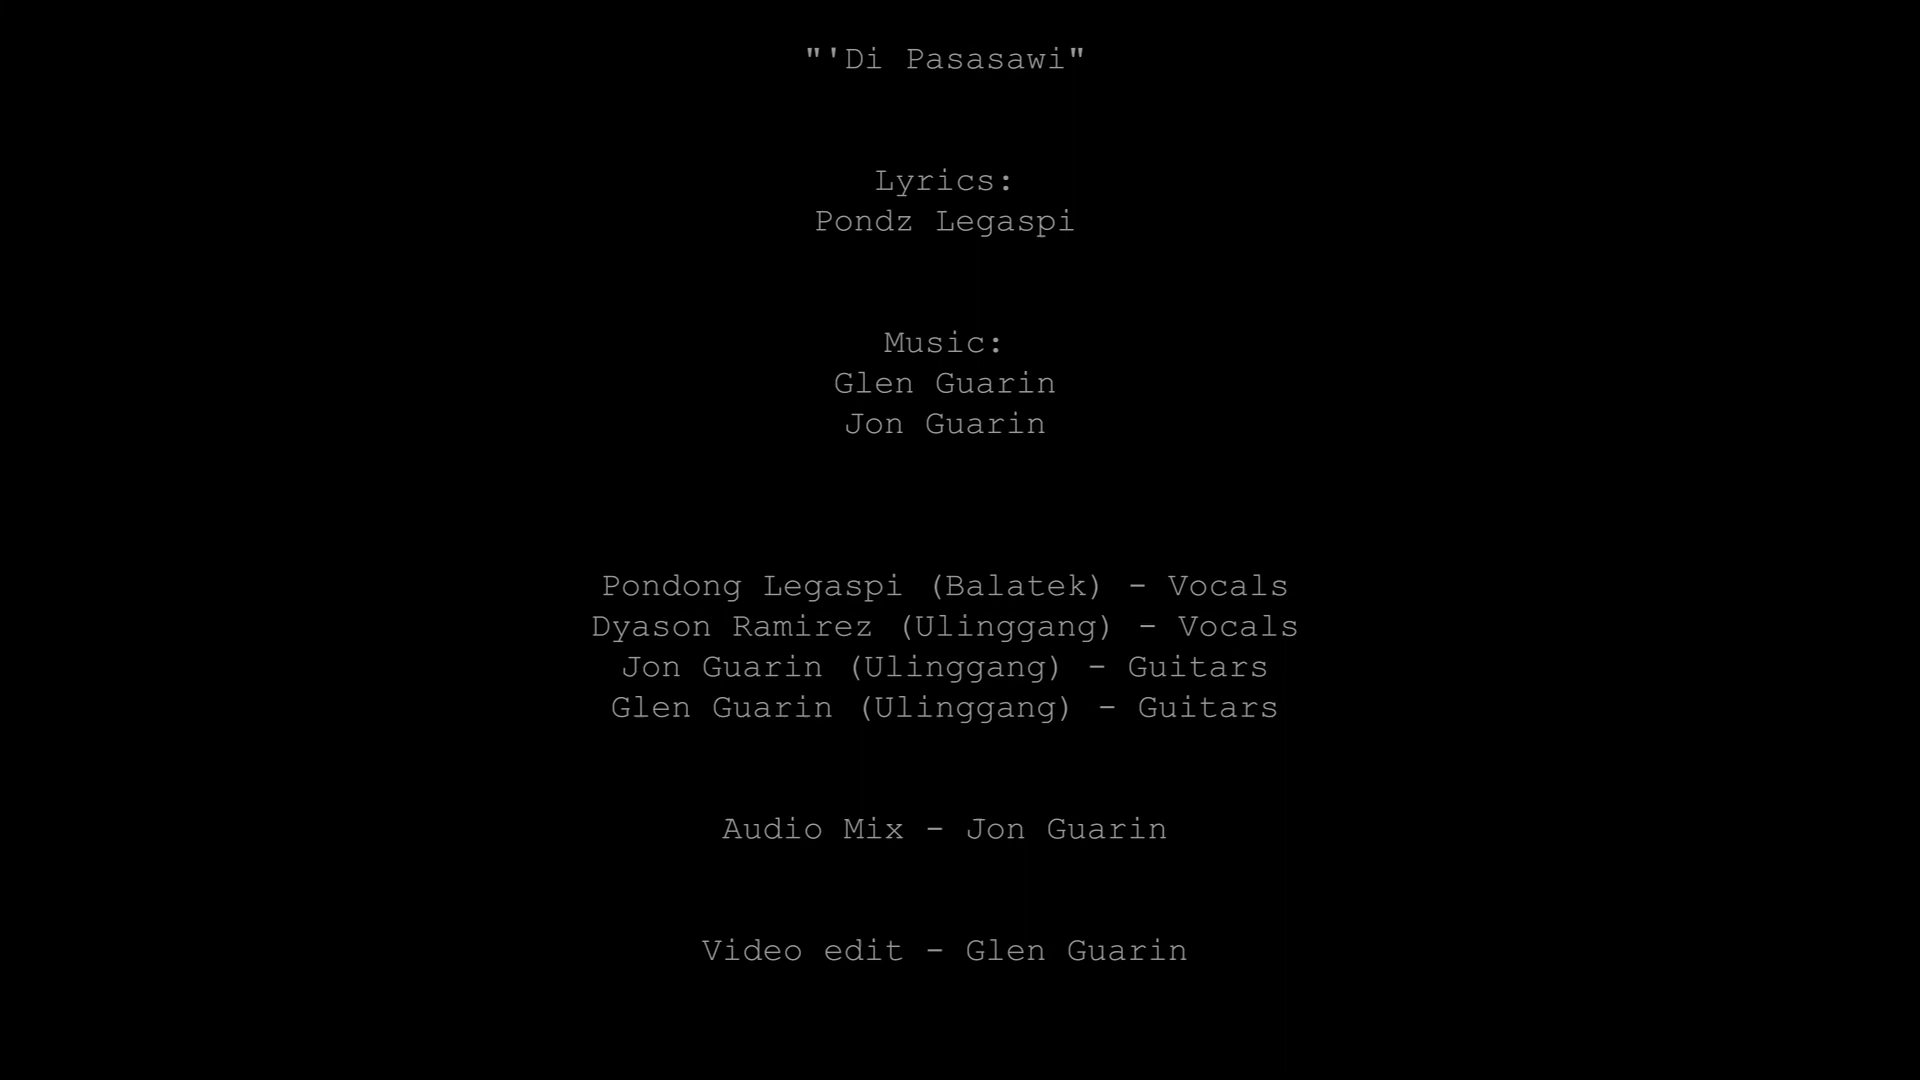 "'Di Pasasawi"
Lyrics:
Pondz Legaspi
Music:
Glen Guarin
Jon Guarin
Pondong Legaspi (Balatek) - Vocals
Dyason Ramirez (Ulinggang) - Vocals
Jon Guarin (Ulinggang) - Guitars
Glen Guarin (Ulinggang) - Guitars
Audio Mix - Jon Guarin
Video edit - Glen Guarin